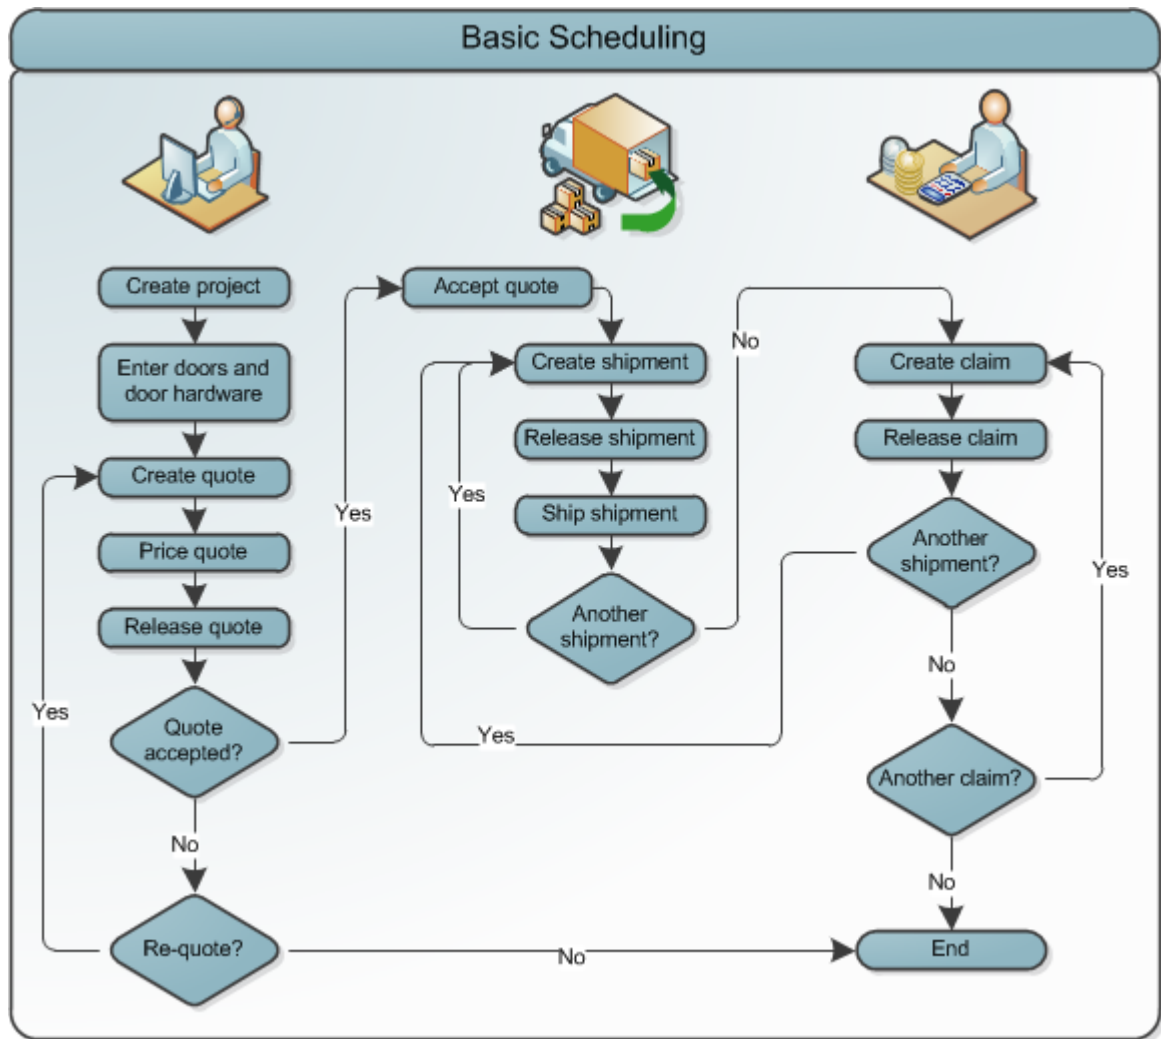 Basic Scheduling
Create project
Enter doors and
door hardware
Create quote
Price quote
Release quote
Quote
accepted?
No
Re-quote?
Yes
Yes
No
Accept quote
Create shipment
Release shipment
Ship shipment
Another
shipment?
Yes
No
Create claim
Release claim
Another
shipment?
Yes
No
Another claim?
Yes
No
End